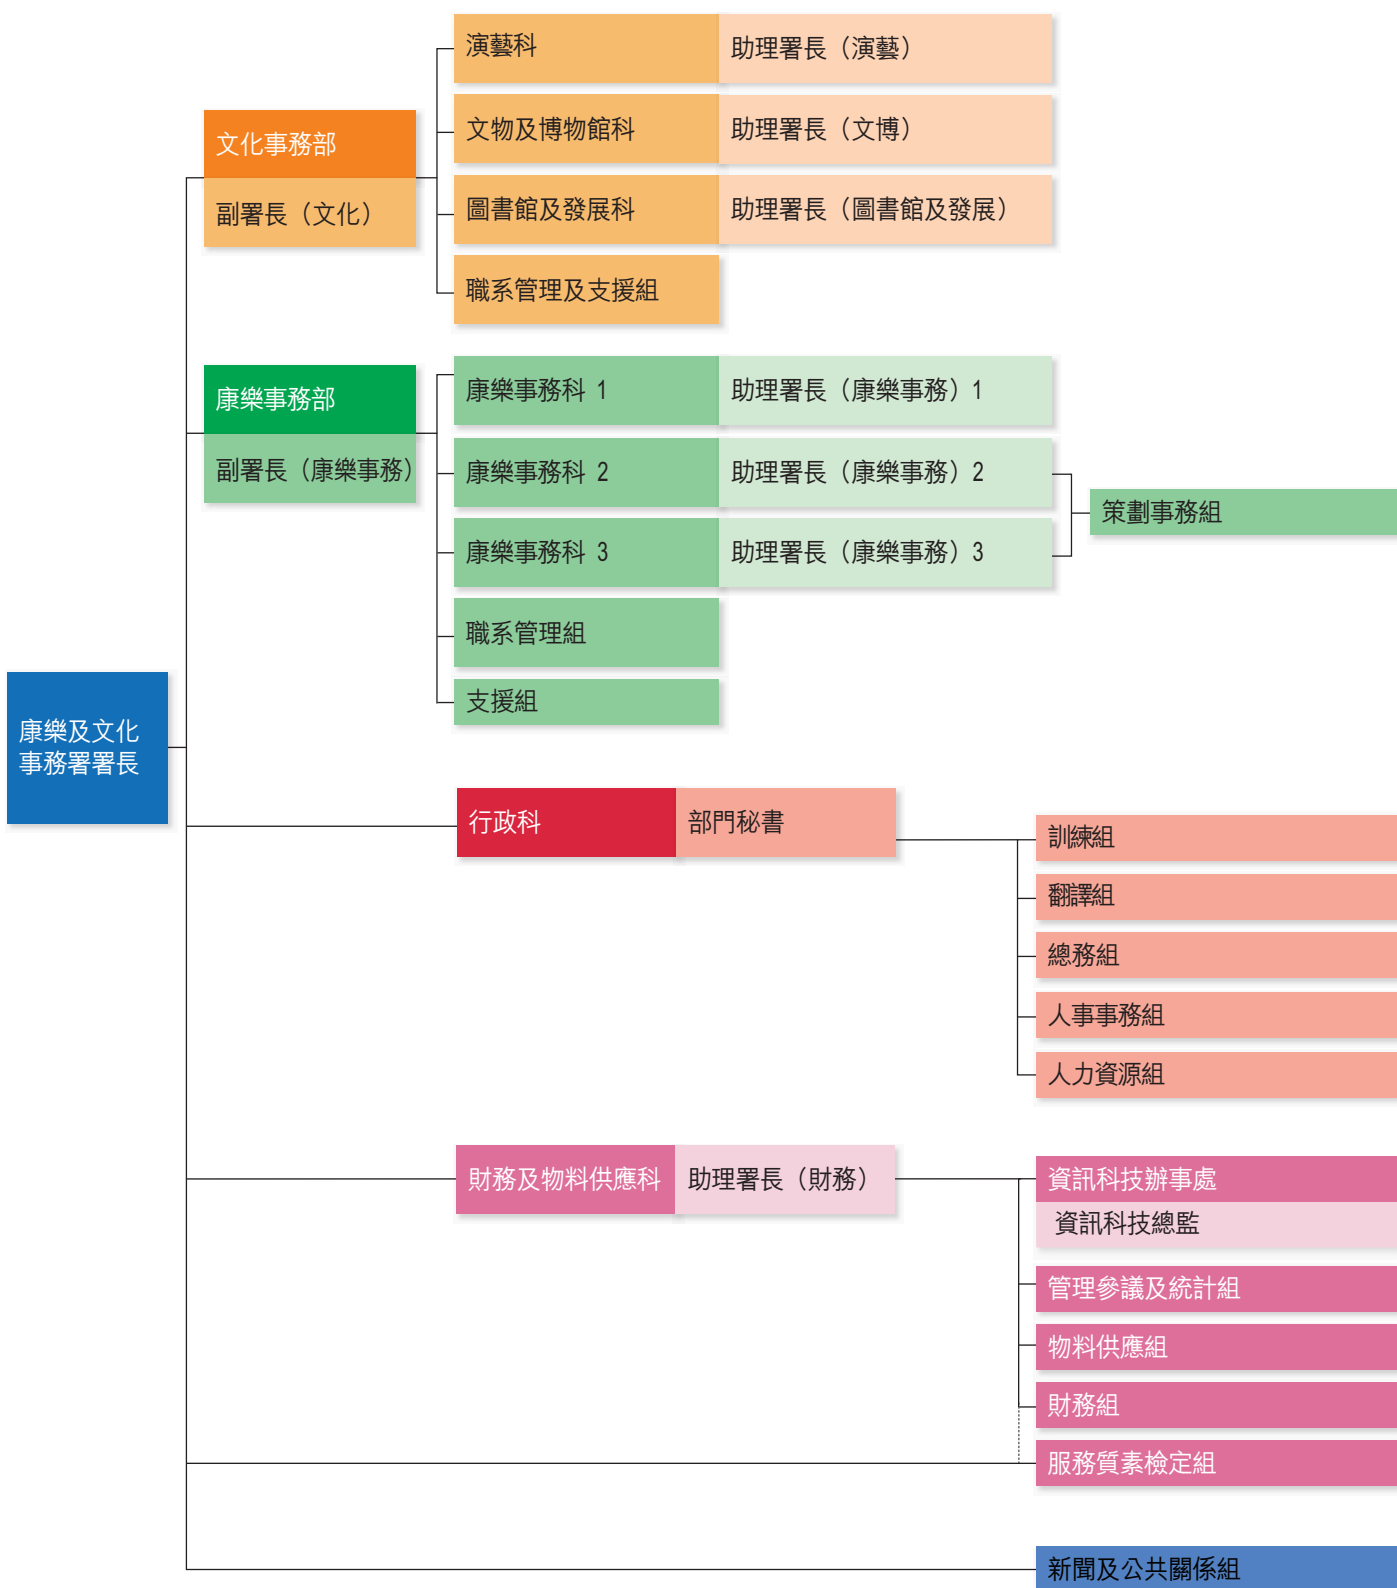 演藝科
助理署長（演藝）
文物及博物館科
助理署長（文博）
文化事務部
副署長（文化）
圖書館及發展科
助理署長（圖書館及發展）
職系管理及支援組
康樂事務部
副署長（康樂事務）
康樂事務科 1
助理署長（康樂事務）1
康樂事務科 2
助理署長（康樂事務）2
策劃事務組
康樂事務科 3
助理署長（康樂事務）3
職系管理組
支援組
康樂及文化
事務署署長
行政科
部門秘書
訓練組
翻譯組
總務組
人事事務組
人力資源組
財務及物料供應科
助理署長（財務）
資訊科技辦事處
資訊科技總監
管理參議及統計組
物料供應組
財務組
服務質素檢定組
新聞及公共關係組